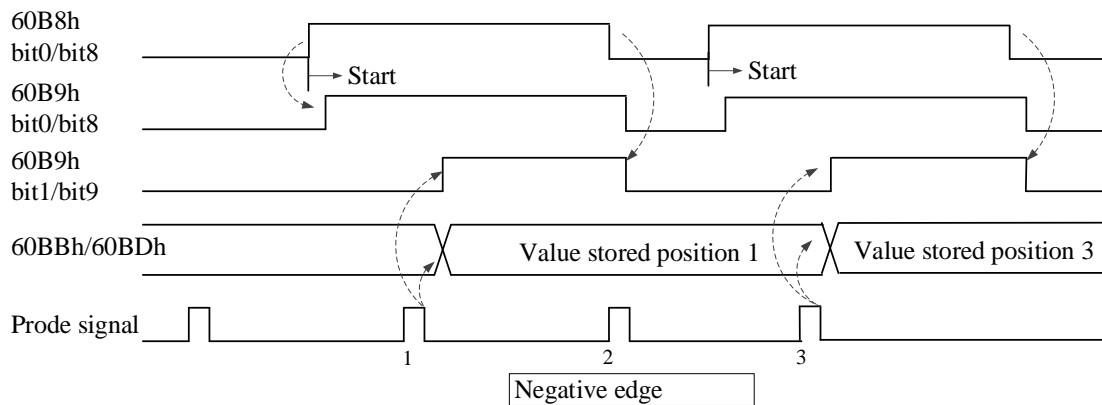 60B8h
bit0/bit8
Start
Start
60B9h
bit0/bit8
60B9h
bit1/bit9
60BBh/60BDh
Value stored position 1
Value stored position 3
Prode signal
1
2
3
Negative edge